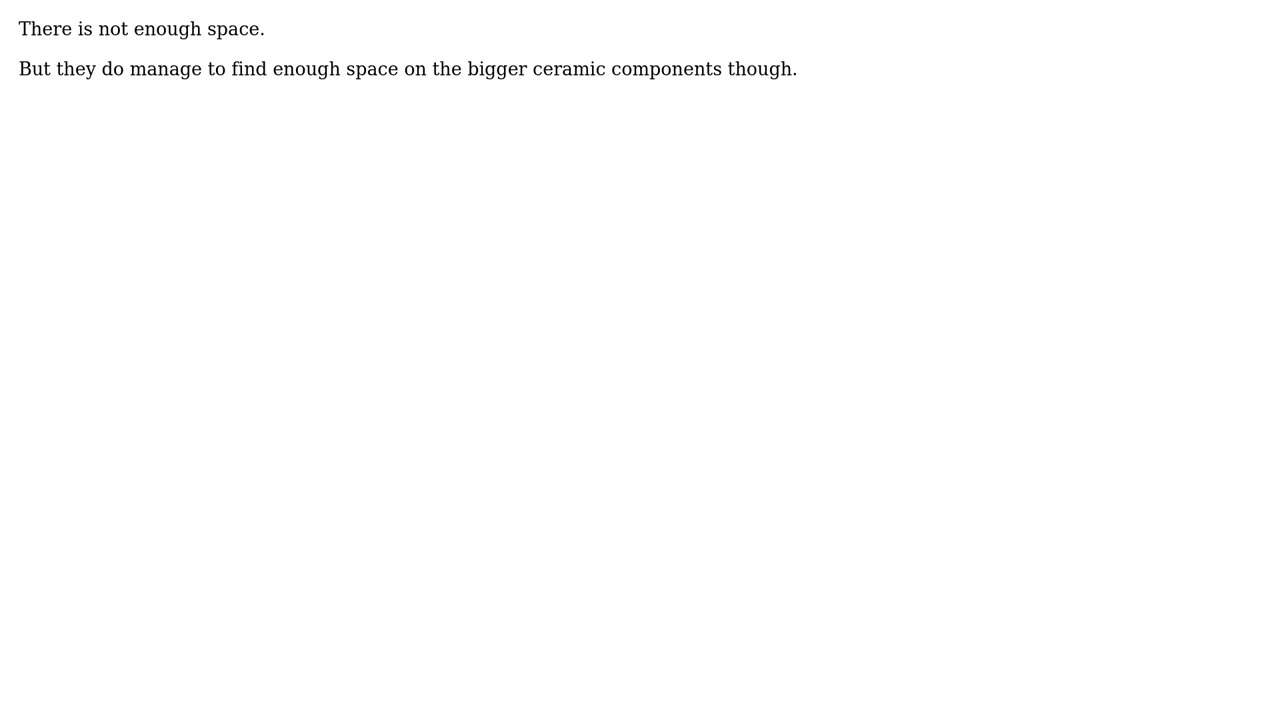 There is not enough space.
But they do manage to find enough space on the bigger ceramic components though.